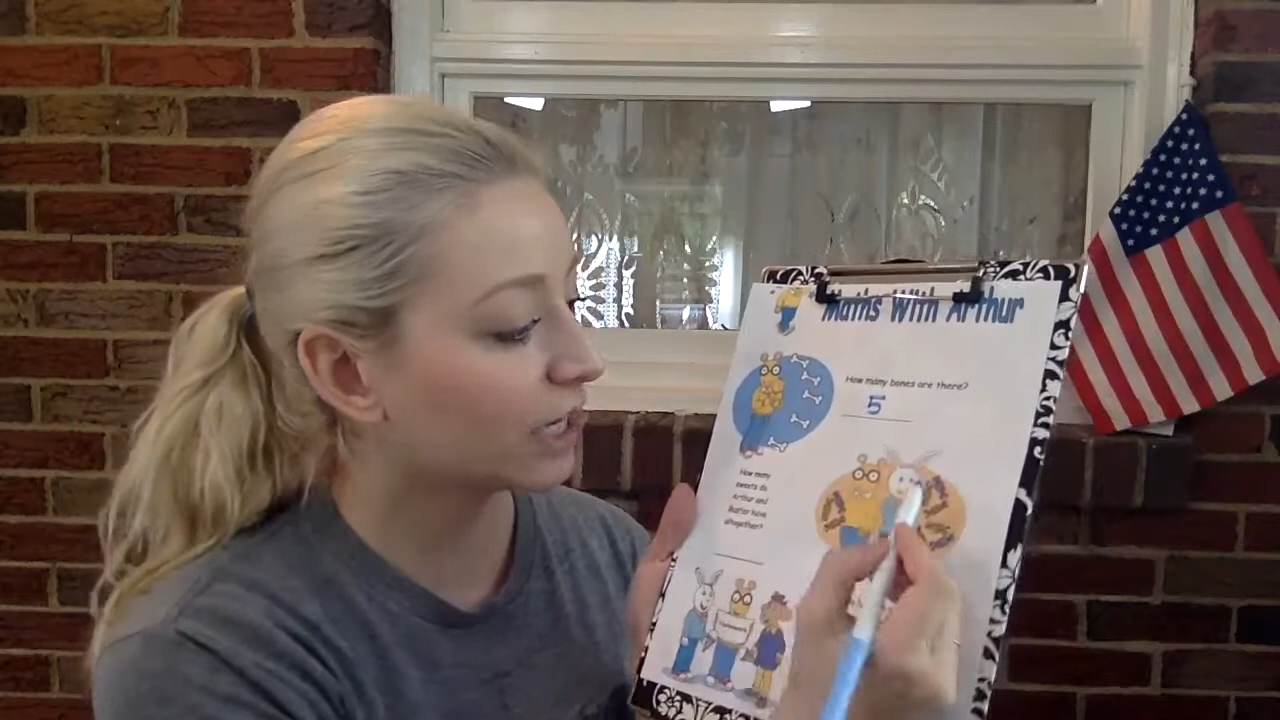 Maths With Arthur
How many bones are there?
5
How many
sweets do
Arthur and
Buster have
altogether?